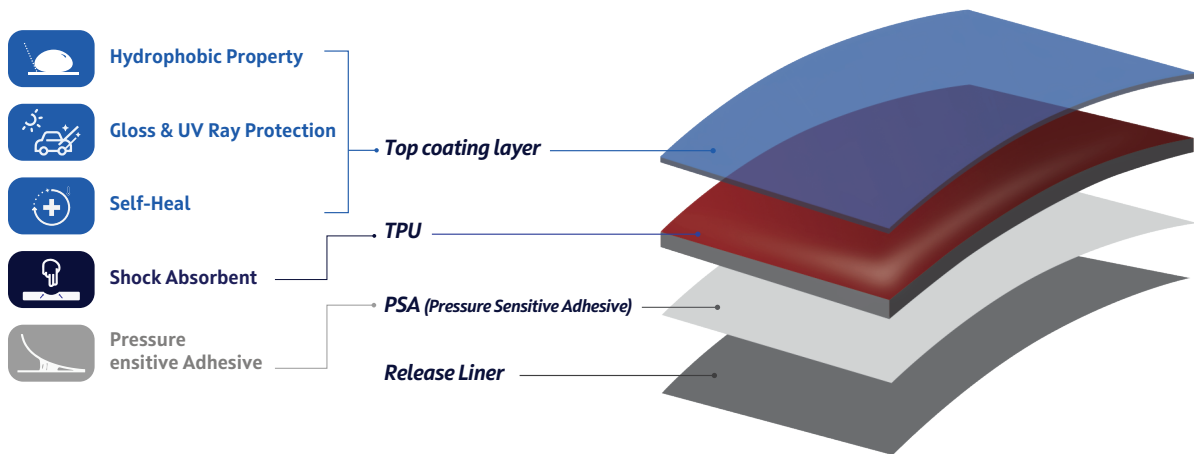 Hydrophobic Property
Gloss & UV Ray Protection
Self-Heal
Shock Absorbent
Pressure
ensitive Adhesive
Top coating layer
TPU
PSA (Pressure Sensitive Adhesive)
Release Liner